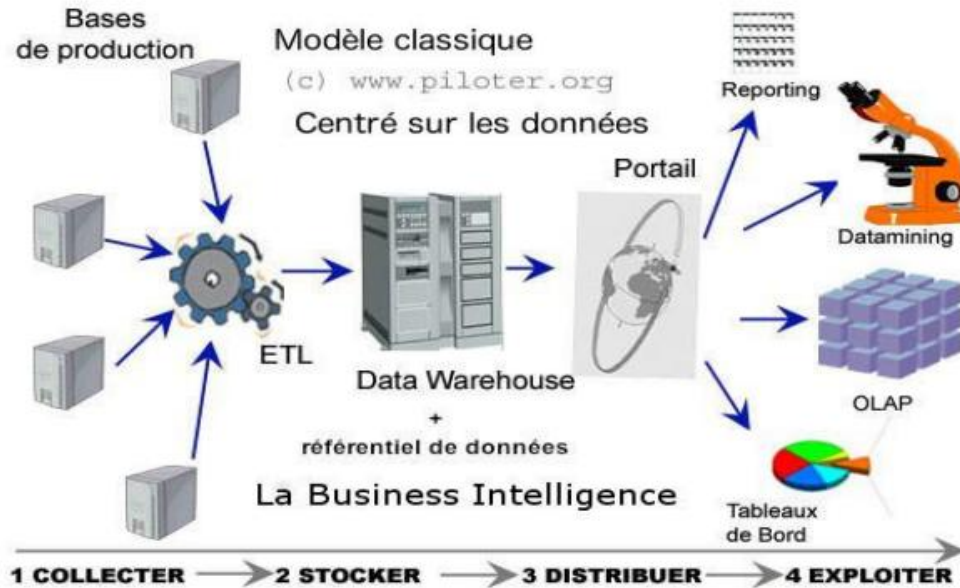 Bases
de production
Modèle classique
(c) www.piloter.org
Centré sur les données
Reporting
Portail
Datamining
ETL
Data Warehouse
+
référentiel de données
OLAP
La Business Intelligence
Tableaux
de Bord
1 COLLECTER 2 STOCKER 3 DISTRIBUER 4 EXPLOITER